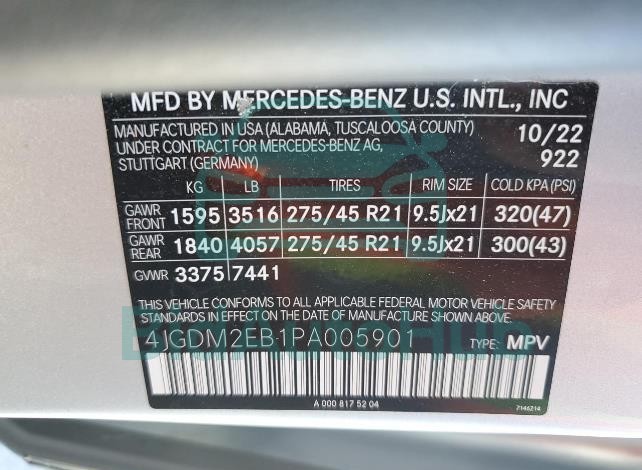 MFD BY MERCEDES-BENZ U.S. INTL., INC
MANUFACTURED IN USA (ALABAMA, TUSCALOOSA COUNTY) 10/22
UNDER CONTRACT FOR MERCEDES-BENZ AG, 922
STUTTGART (GERMANY)
KG LB TIRES RIM SIZE COLD KPA (PSI)
GAWR FRONT 1595 3516 275/45 R21 9.5Jx21 320(47)
GAWR REAR 1840 4057 275/45 R21 9.5Jx21 300(43)
GVWR 3375 7441
THIS VEHICLE CONFORMS TO ALL APPLICABLE FEDERAL MOTOR VEHICLE SAFETY
STANDARDS IN EFFECT ON THE DATE OF MANUFACTURE SHOWN ABOVE.
4JGDM2EB1PA005901 TYPE: MPV
A 000 817 52 04
7146214